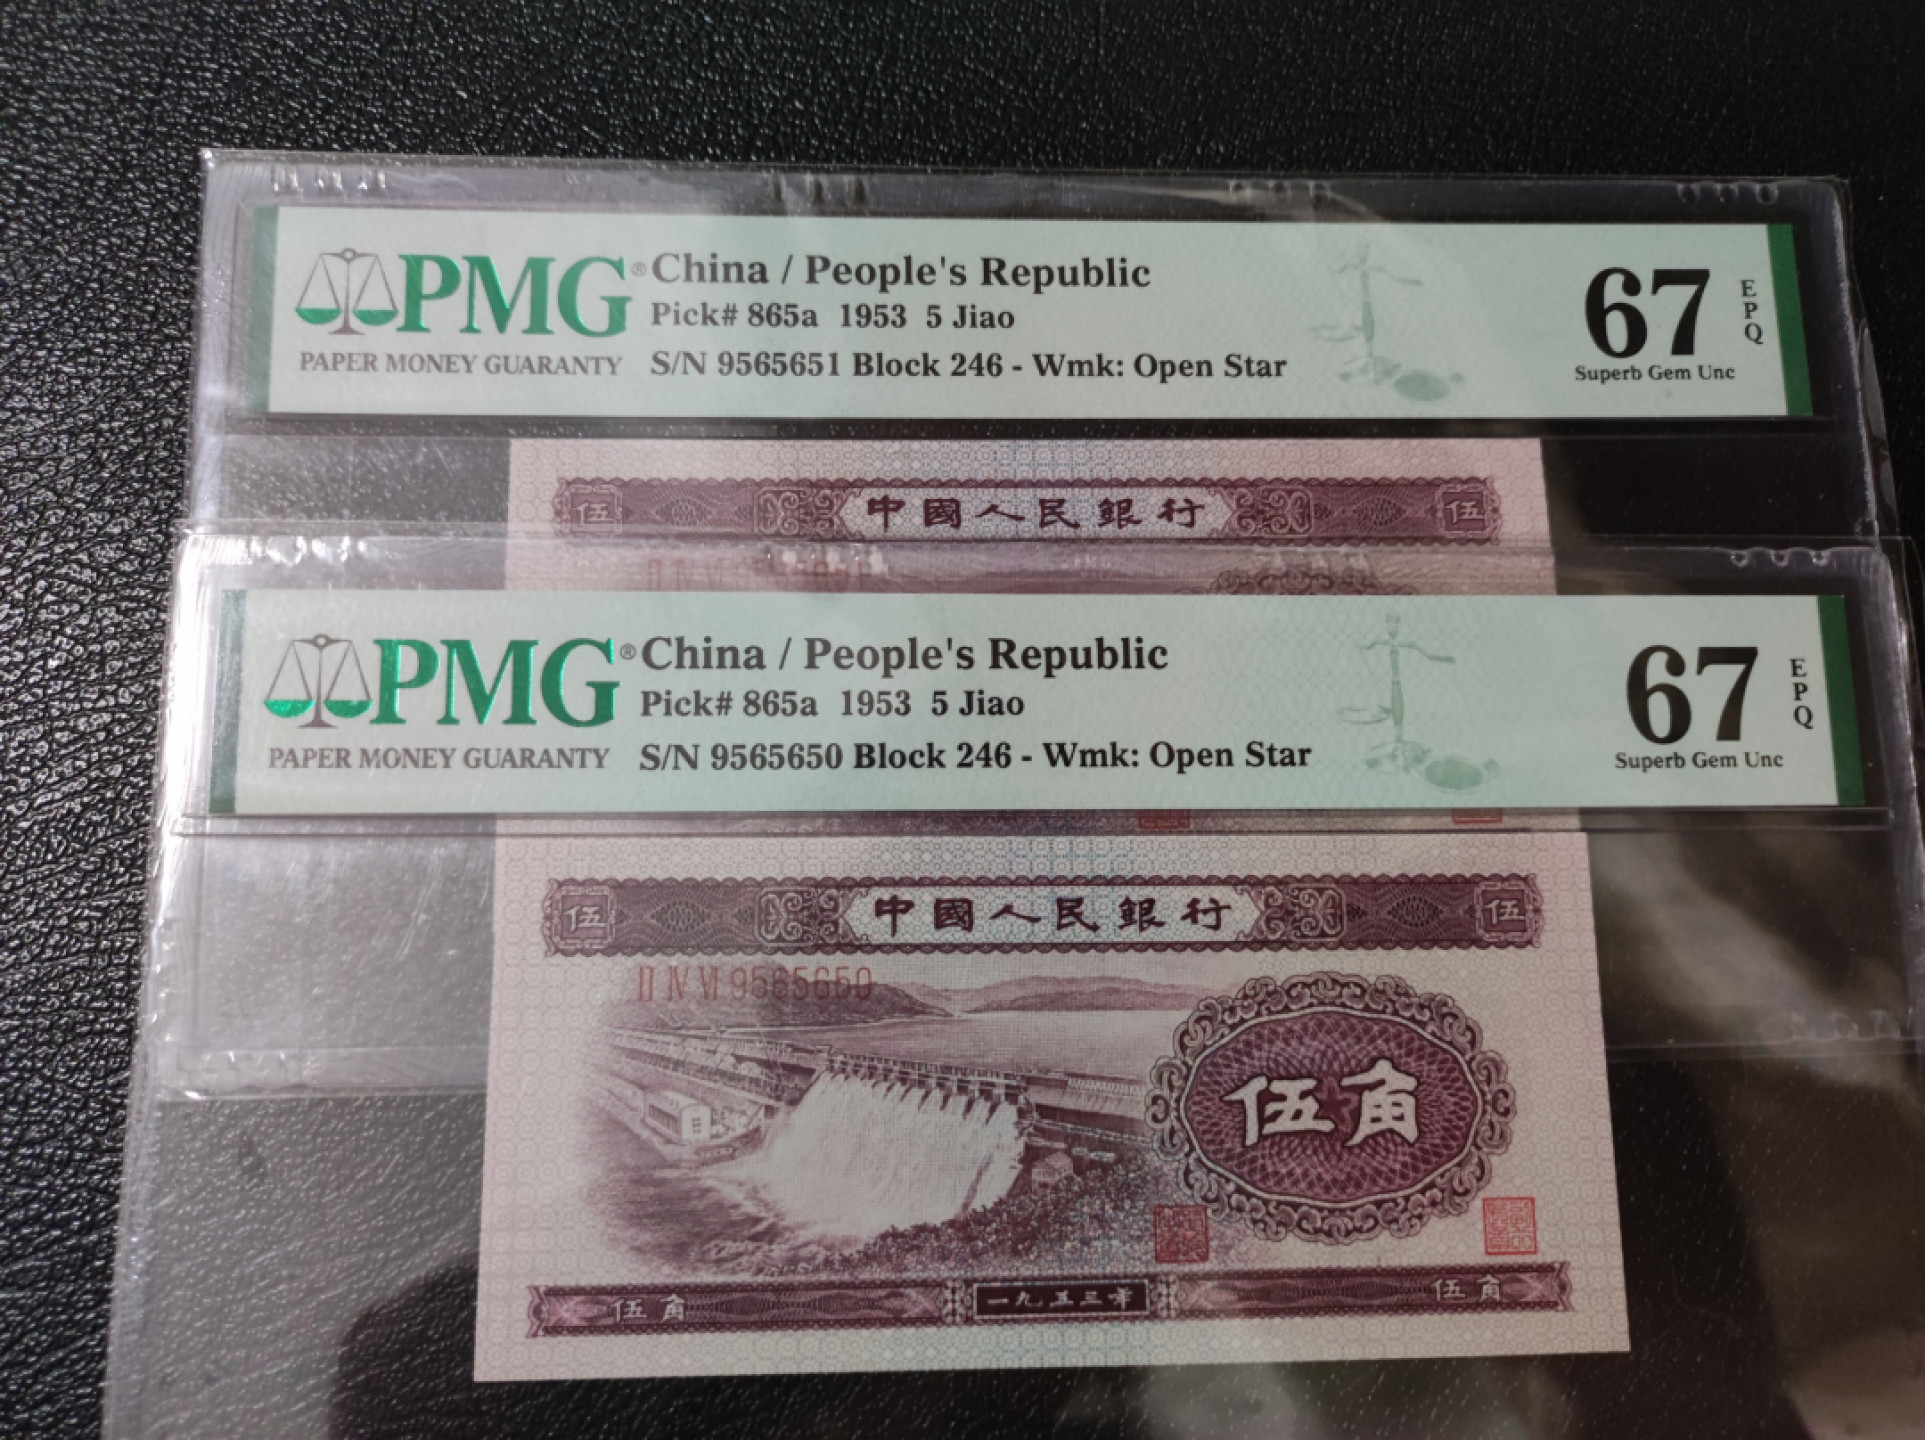 PMG® China / People's Republic
Pick# 865a 1953 5 Jiao
PAPER MONEY GUARANTY S/N 9565651 Block 246 - Wmk: Open Star
67 EPQ
Superb Gem Unc
伍 中國人民銀行 伍
PMG® China / People's Republic
Pick# 865a 1953 5 Jiao
PAPER MONEY GUARANTY S/N 9565650 Block 246 - Wmk: Open Star
67 EPQ
Superb Gem Unc
伍 中國人民銀行 伍
II IV VI 9565650
伍角
伍角 一九五三年 伍角